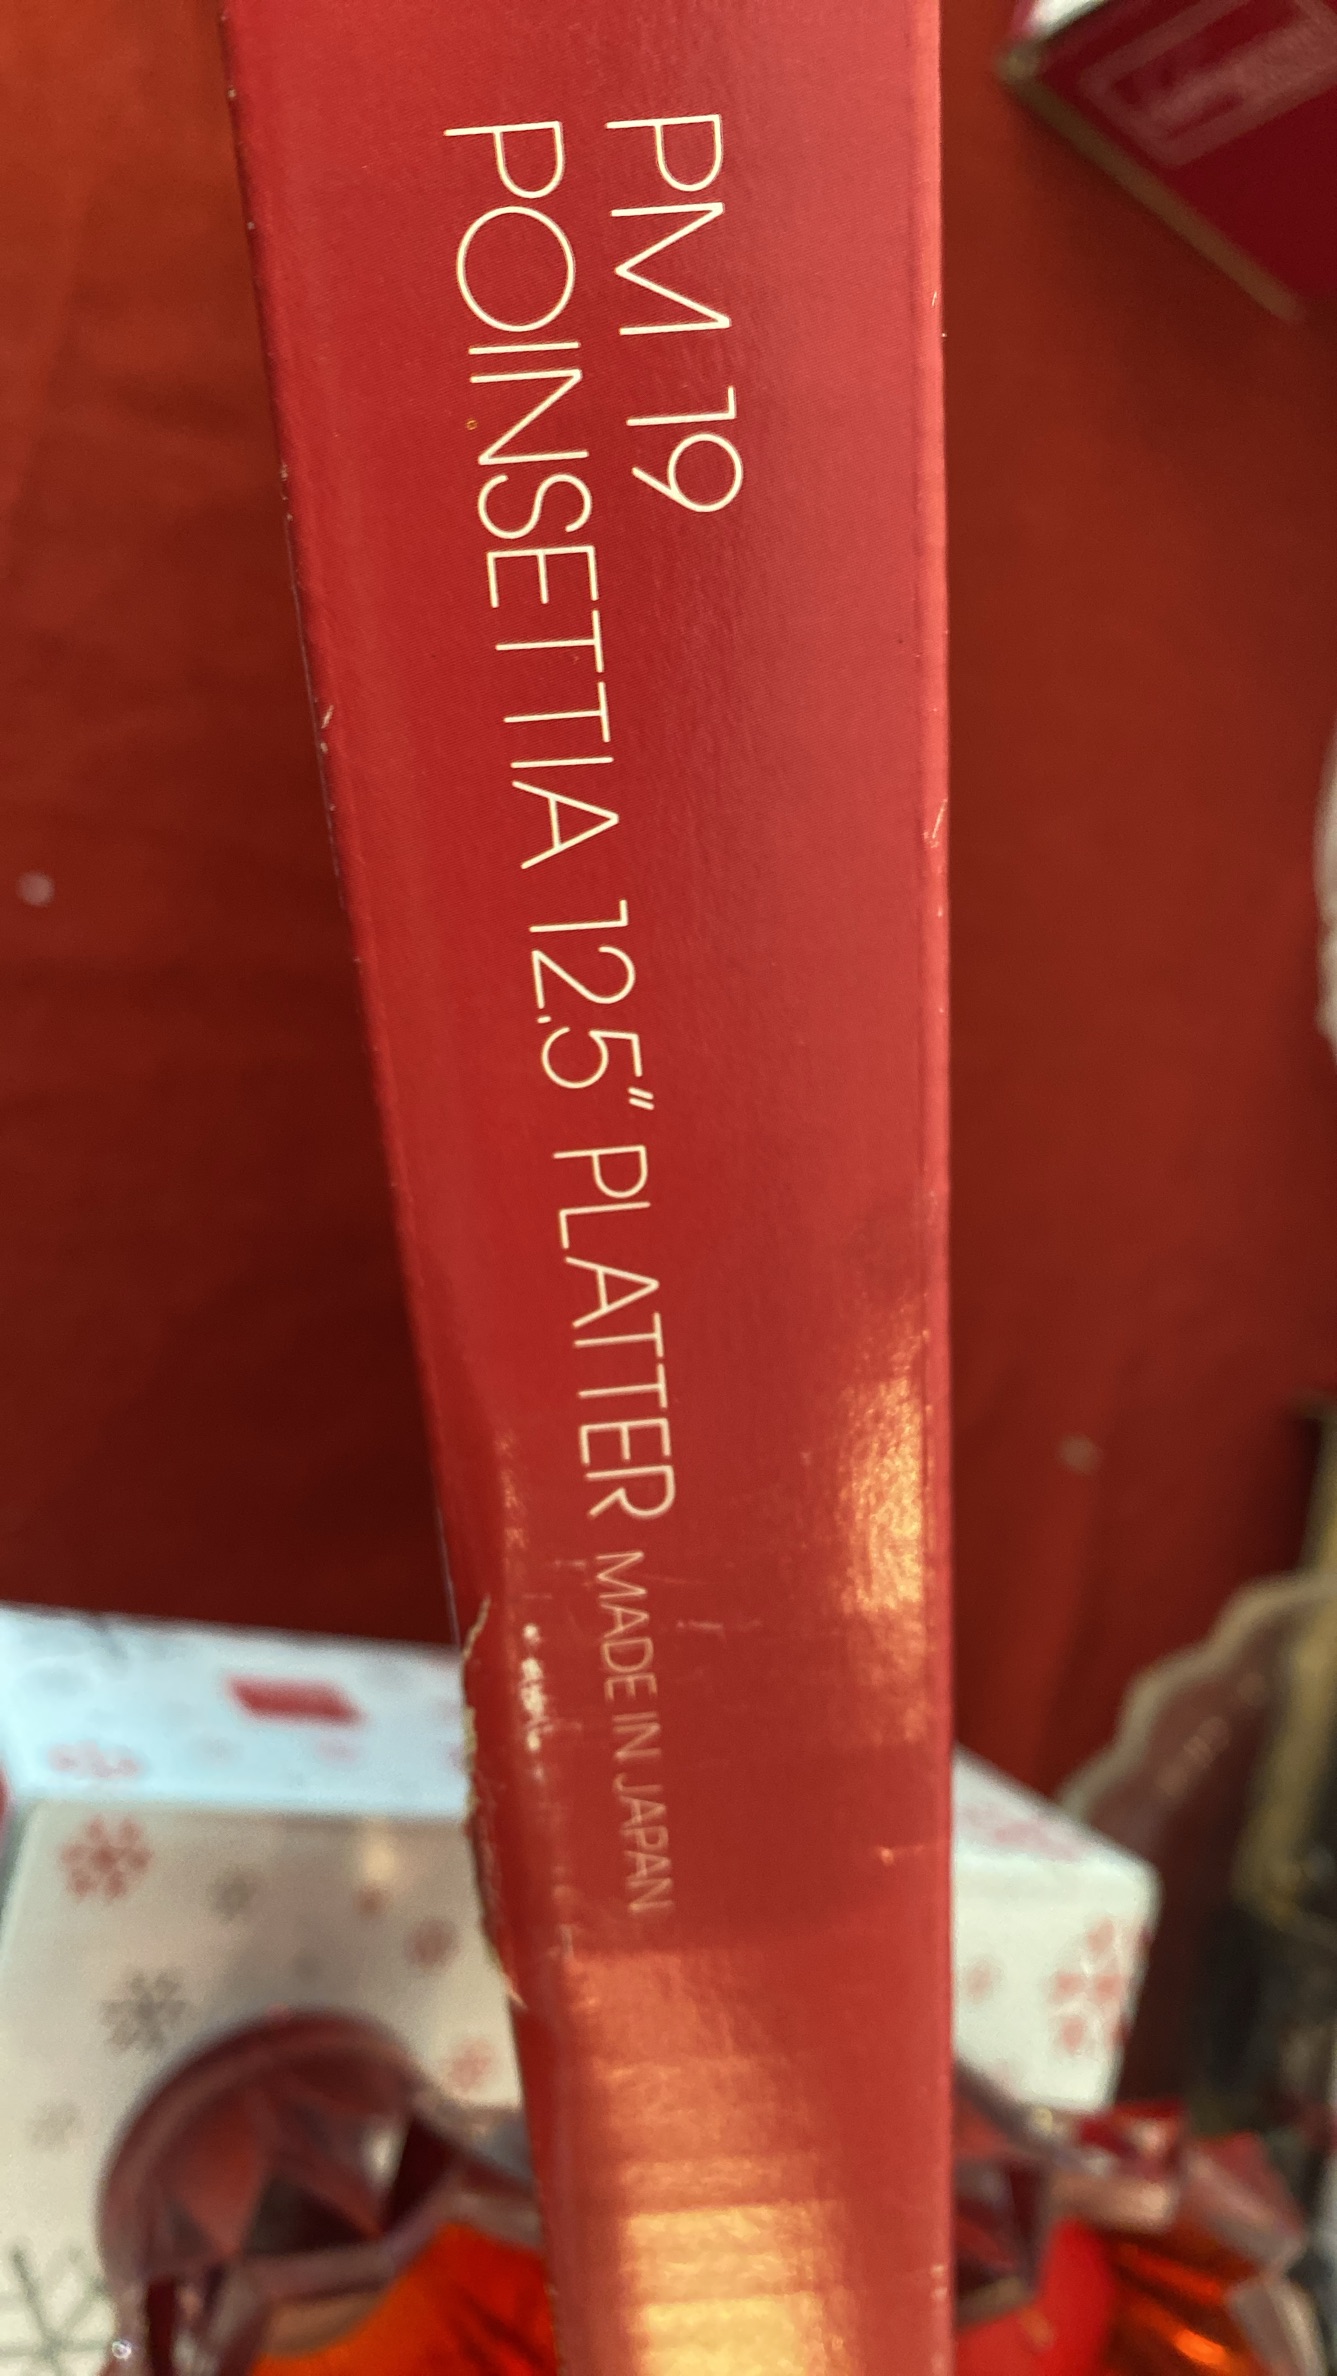 PM 19
POINSETTIA 12.5" PLATTER MADE IN JAPAN